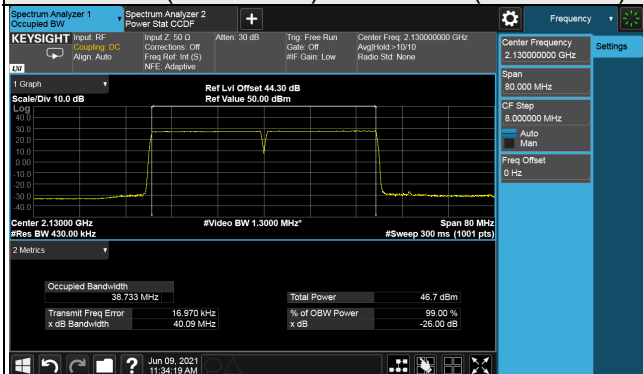 Spectrum Analyzer 1
Occupied BW
Spectrum Analyzer 2
Power Stat CCDF
Frequency
KEYSIGHT
LXI
Input: RF
Coupling: DC
Align: Auto
Input Z: 50 Ω
Corrections: Off
Freq Ref: Int (S)
NFE: Adaptive
Atten: 30 dB
Trig: Free Run
Gate: Off
#IF Gain: Low
Center Freq: 2.130000000 GHz
Avg|Hold:>10/10
Radio Std: None
Center Frequency
2.130000000 GHz
Settings
Span
80.000 MHz
CF Step
8.000000 MHz
Auto
Man
Freq Offset
0 Hz
1 Graph
Scale/Div 10.0 dB
Ref Lvl Offset 44.30 dB
Ref Value 50.00 dBm
Log
40.0
30.0
20.0
10.0
0.00
-10.0
-20.0
-30.0
-40.0
Center 2.13000 GHz
#Res BW 430.00 kHz
#Video BW 1.3000 MHz*
Span 80 MHz
#Sweep 300 ms (1001 pts)
2 Metrics
Occupied Bandwidth
38.733 MHz
Total Power 46.7 dBm
Transmit Freq Error 16.970 kHz
% of OBW Power 99.00 %
x dB Bandwidth 40.09 MHz
x dB -26.00 dB
Jun 09, 2021
11:34:19 AM